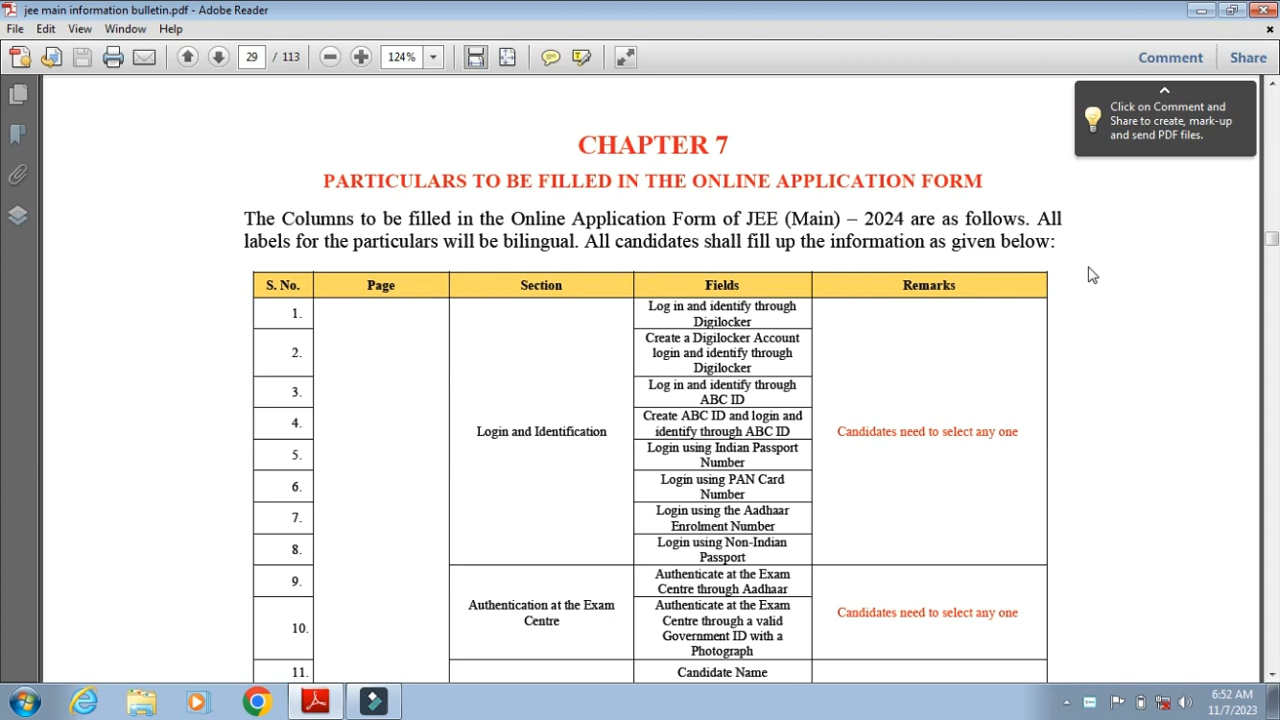 jee main information bulletin.pdf - Adobe Reader
File Edit View Window Help
29 / 113 124% Comment Share
Click on Comment and
Share to create, mark-up
and send PDF files.
CHAPTER 7
PARTICULARS TO BE FILLED IN THE ONLINE APPLICATION FORM
The Columns to be filled in the Online Application Form of JEE (Main) – 2024 are as follows. All
labels for the particulars will be bilingual. All candidates shall fill up the information as given below:
S. No. Page Section Fields Remarks
1. Log in and identify through
Digilocker
2. Create a Digilocker Account
login and identify through
Digilocker
3. Log in and identify through
ABC ID
4. Create ABC ID and login and
identify through ABC ID
Login and Identification
Candidates need to select any one
5. Login using Indian Passport
Number
6. Login using PAN Card
Number
7. Login using the Aadhaar
Enrolment Number
8. Login using Non-Indian
Passport
9. Authenticate at the Exam
Centre through Aadhaar
Authentication at the Exam
Centre
Candidates need to select any one
10. Authenticate at the Exam
Centre through a valid
Government ID with a
Photograph
11. Candidate Name
6:52 AM
11/7/2023